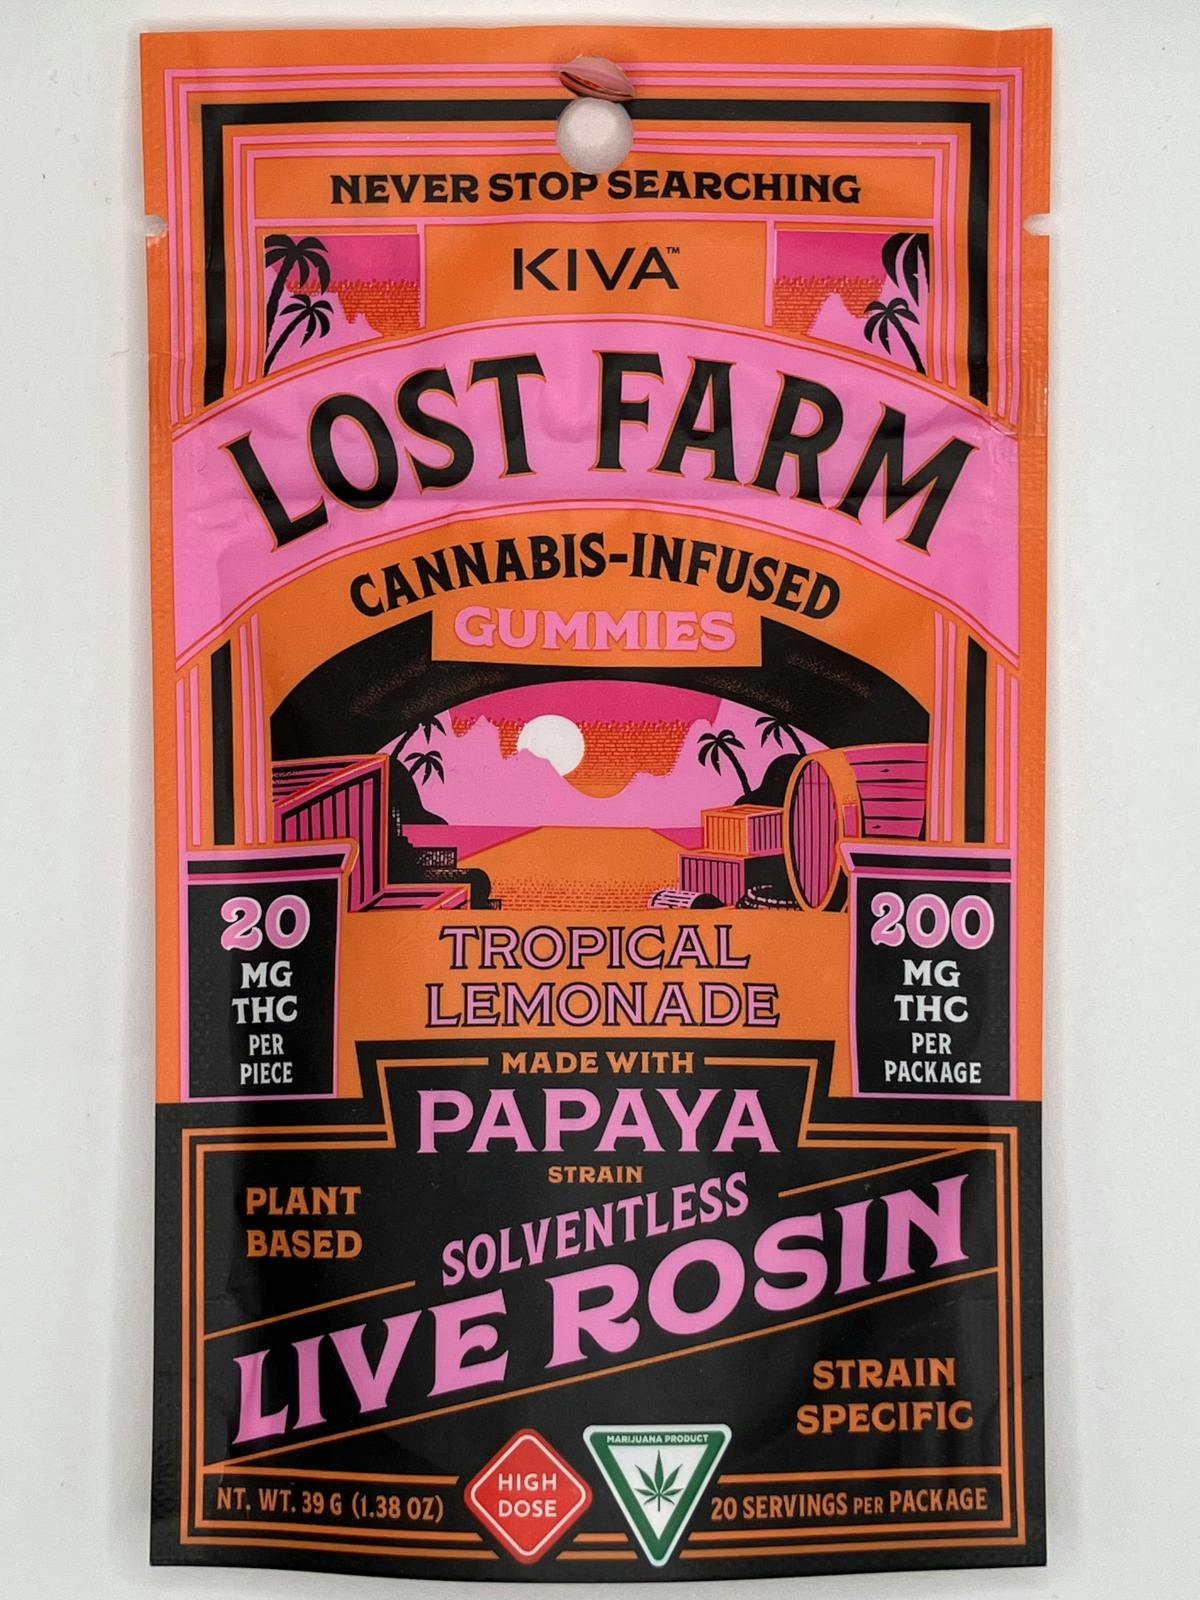 NEVER STOP SEARCHING
KIVA™
LOST FARM
CANNABIS-INFUSED
GUMMIES
20
MG
THC
PER
PIECE
200
MG
THC
PER
PACKAGE
TROPICAL
LEMONADE
MADE WITH
PAPAYA
STRAIN
PLANT
BASED
SOLVENTLESS
LIVE ROSIN
STRAIN
SPECIFIC
NT. WT. 39 G (1.38 OZ)
HIGH
DOSE
MARIJUANA PRODUCT
20 SERVINGS PER PACKAGE